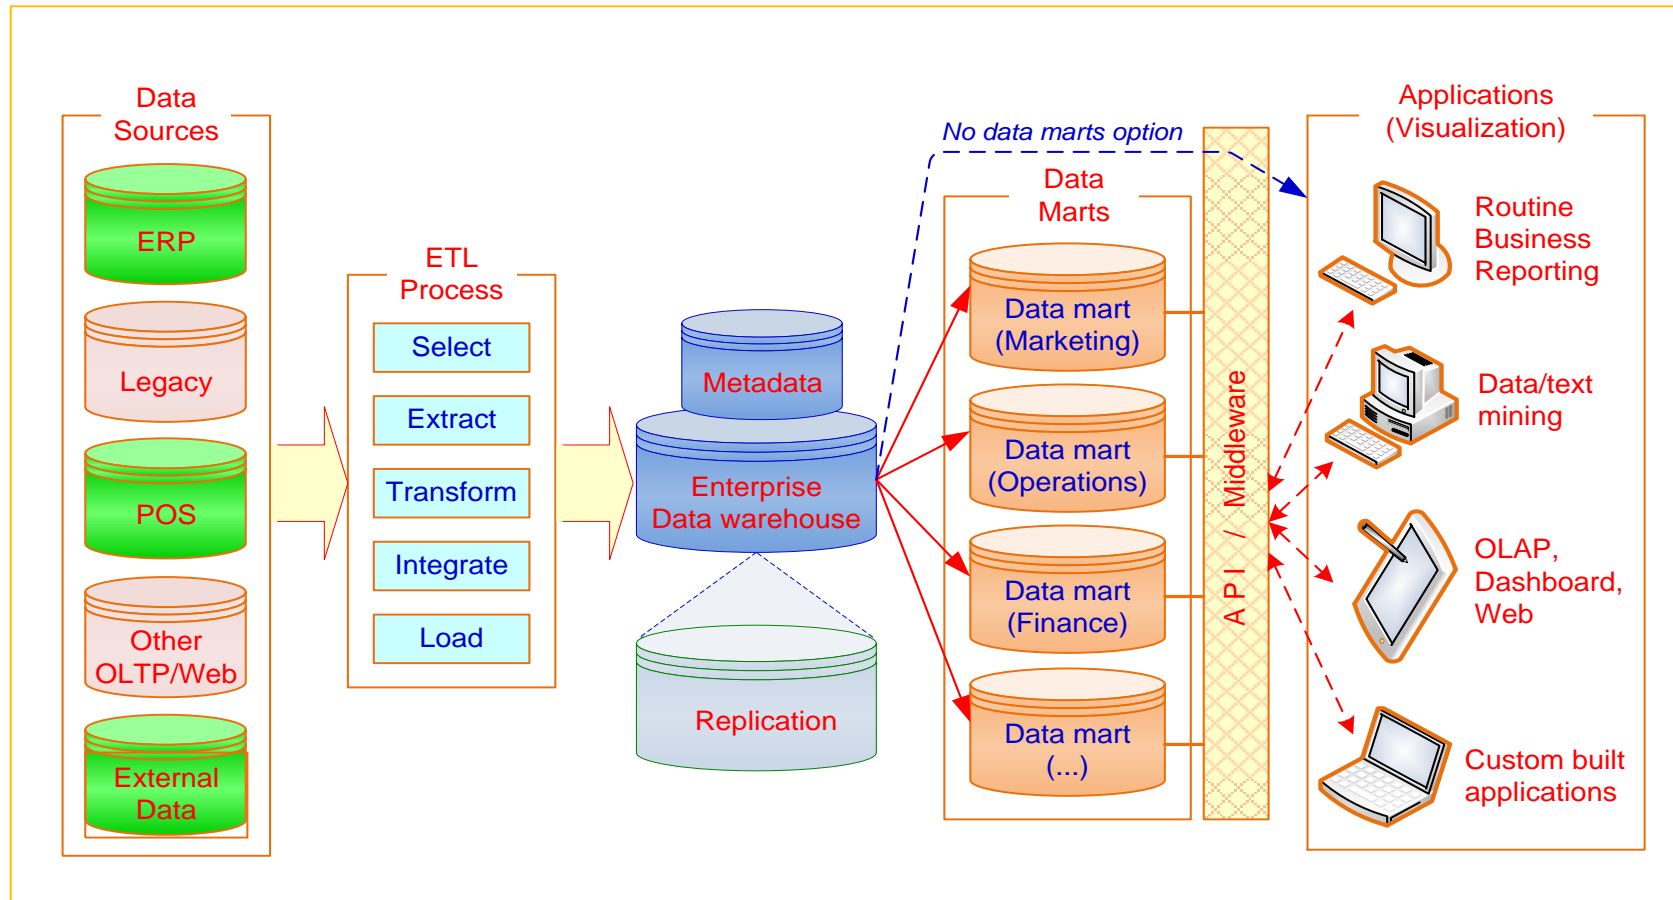 Data
Sources
ERP
Legacy
POS
Other
OLTP/Web
External
Data
ETL
Process
Select
Extract
Transform
Integrate
Load
Metadata
Enterprise
Data warehouse
Replication
No data marts option
Data
Marts
Data mart
(Marketing)
Data mart
(Operations)
Data mart
(Finance)
Data mart
(...)
API / Middleware
Applications
(Visualization)
Routine
Business
Reporting
Data/text
mining
OLAP,
Dashboard,
Web
Custom built
applications